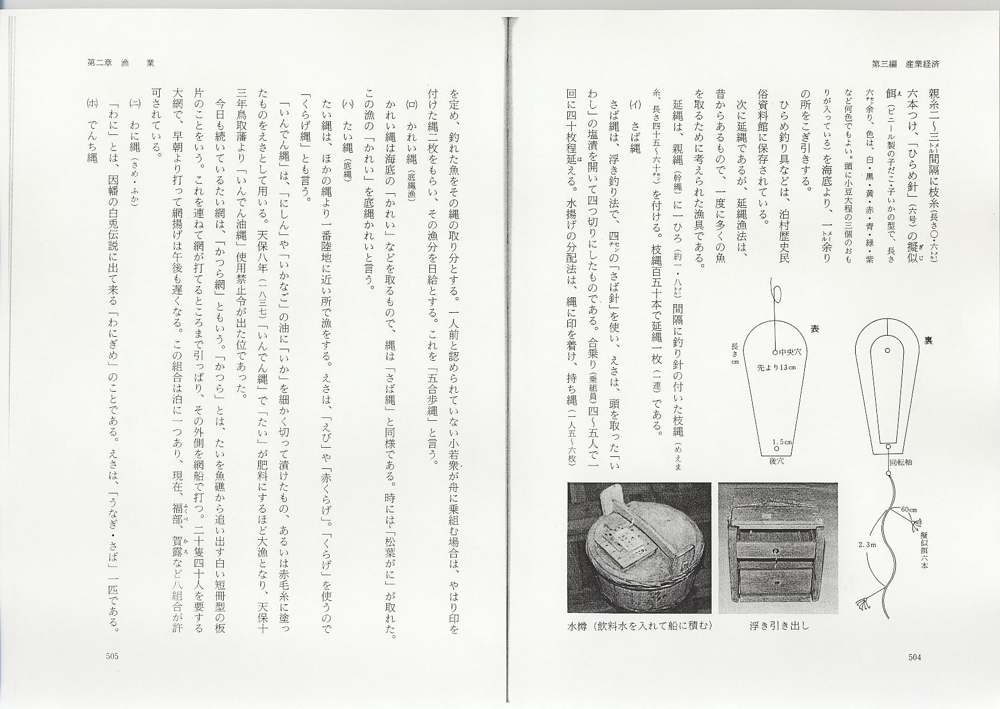 第三編　産業経済
親糸二〜三メートル間隔に枝糸（長さ〇・六メートル）
六本つけ、「ひらめ針」（六号）の擬似
餌（ビニール製の子だこ・子いかの型で、長さ
六センチ余り、色は、白・黒・黄・赤・青・緑・紫
など何色でもよい。頭に小豆大程の三個のおも
りが入っている）を海底より、一メートル余り
の所をこぎ引きする。
ひらめ釣り具などは、泊村歴史民
俗資料館に保存されている。
次に延縄であるが、延縄漁法は、
昔からあるもので、一度に多くの魚
を取るために考えられた漁具である。
延縄は、親縄（幹縄）に一ひろ（約一・八メートル）間隔に釣り針の付いた枝縄（めえま
糸、長さ四十五〜六十センチ）を付ける。枝縄百五十本で延縄一枚（一連）である。
(イ)　さば縄
さば縄は、浮き釣り法で、四センチの「さば針」を使い、えさは、頭を取った「い
わし」の塩漬を開いて四つ切りにしたものである。合乗り（乗組員）四〜五人で一
回に四十枚程延える。水揚げの分配法は、縄に印を着け、持ち縄（一人五〜六枚）
裏
回転軸
60cm
擬似餌六本
2.3m
表
長さcm
中央穴
先より13cm
1.5cm
後穴
浮き引き出し
水樽（飲料水を入れて船に積む）
504
第二章　漁　業
を定め、釣れた魚をその縄の取り分とする。一人前と認められていない小若衆が舟に乗組む場合は、やはり印を
付けた縄二枚をもらい、その漁分を日給とする。これを「五合歩縄」と言う。
(ロ)　かれい縄（底縄漁）
かれい縄は海底の「かれい」などを取るもので、縄は「さば縄」と同様である。時には「松葉がに」が取れた。
この漁の「かれい」を底縄かれいと言う。
(ハ)　たい縄（底縄）
たい縄は、ほかの縄より一番陸地に近い所で漁をする。えさは、「えび」や「赤くらげ」。「くらげ」を使うので
「くらげ縄」とも言う。
「いんでん縄」は、「にしん」や「いかなご」の油に「いか」を細かく切って漬けたもの、あるいは赤毛糸に塗っ
たものをえさとして用いる。天保八年（一八三七）「いんでん縄」で「たい」が肥料にするほど大漁となり、天保十
三年鳥取藩より「いんでん油縄」使用禁止令が出た位であった。
今日も続いているたい網は、「かつら網」ともいう。「かつら」とは、たいを魚礁から追い出す白い短冊型の板
片のことをいう。これを連ねて網が打てるところまで引っぱり、その外側を網船で打つ。二十隻四十人を要する
大網で、早朝より打って網揚げは午後も遅くなる。この組合は泊に一つあり、現在、福部、賀露など八組合が許
可されている。
(ニ)　わに縄（さめ・ふか）
「わに」とは、因幡の白兎伝説に出て来る「わにざめ」のことである。えさは、「うなぎ・さば」一匹である。
(ホ)　でんち縄
505